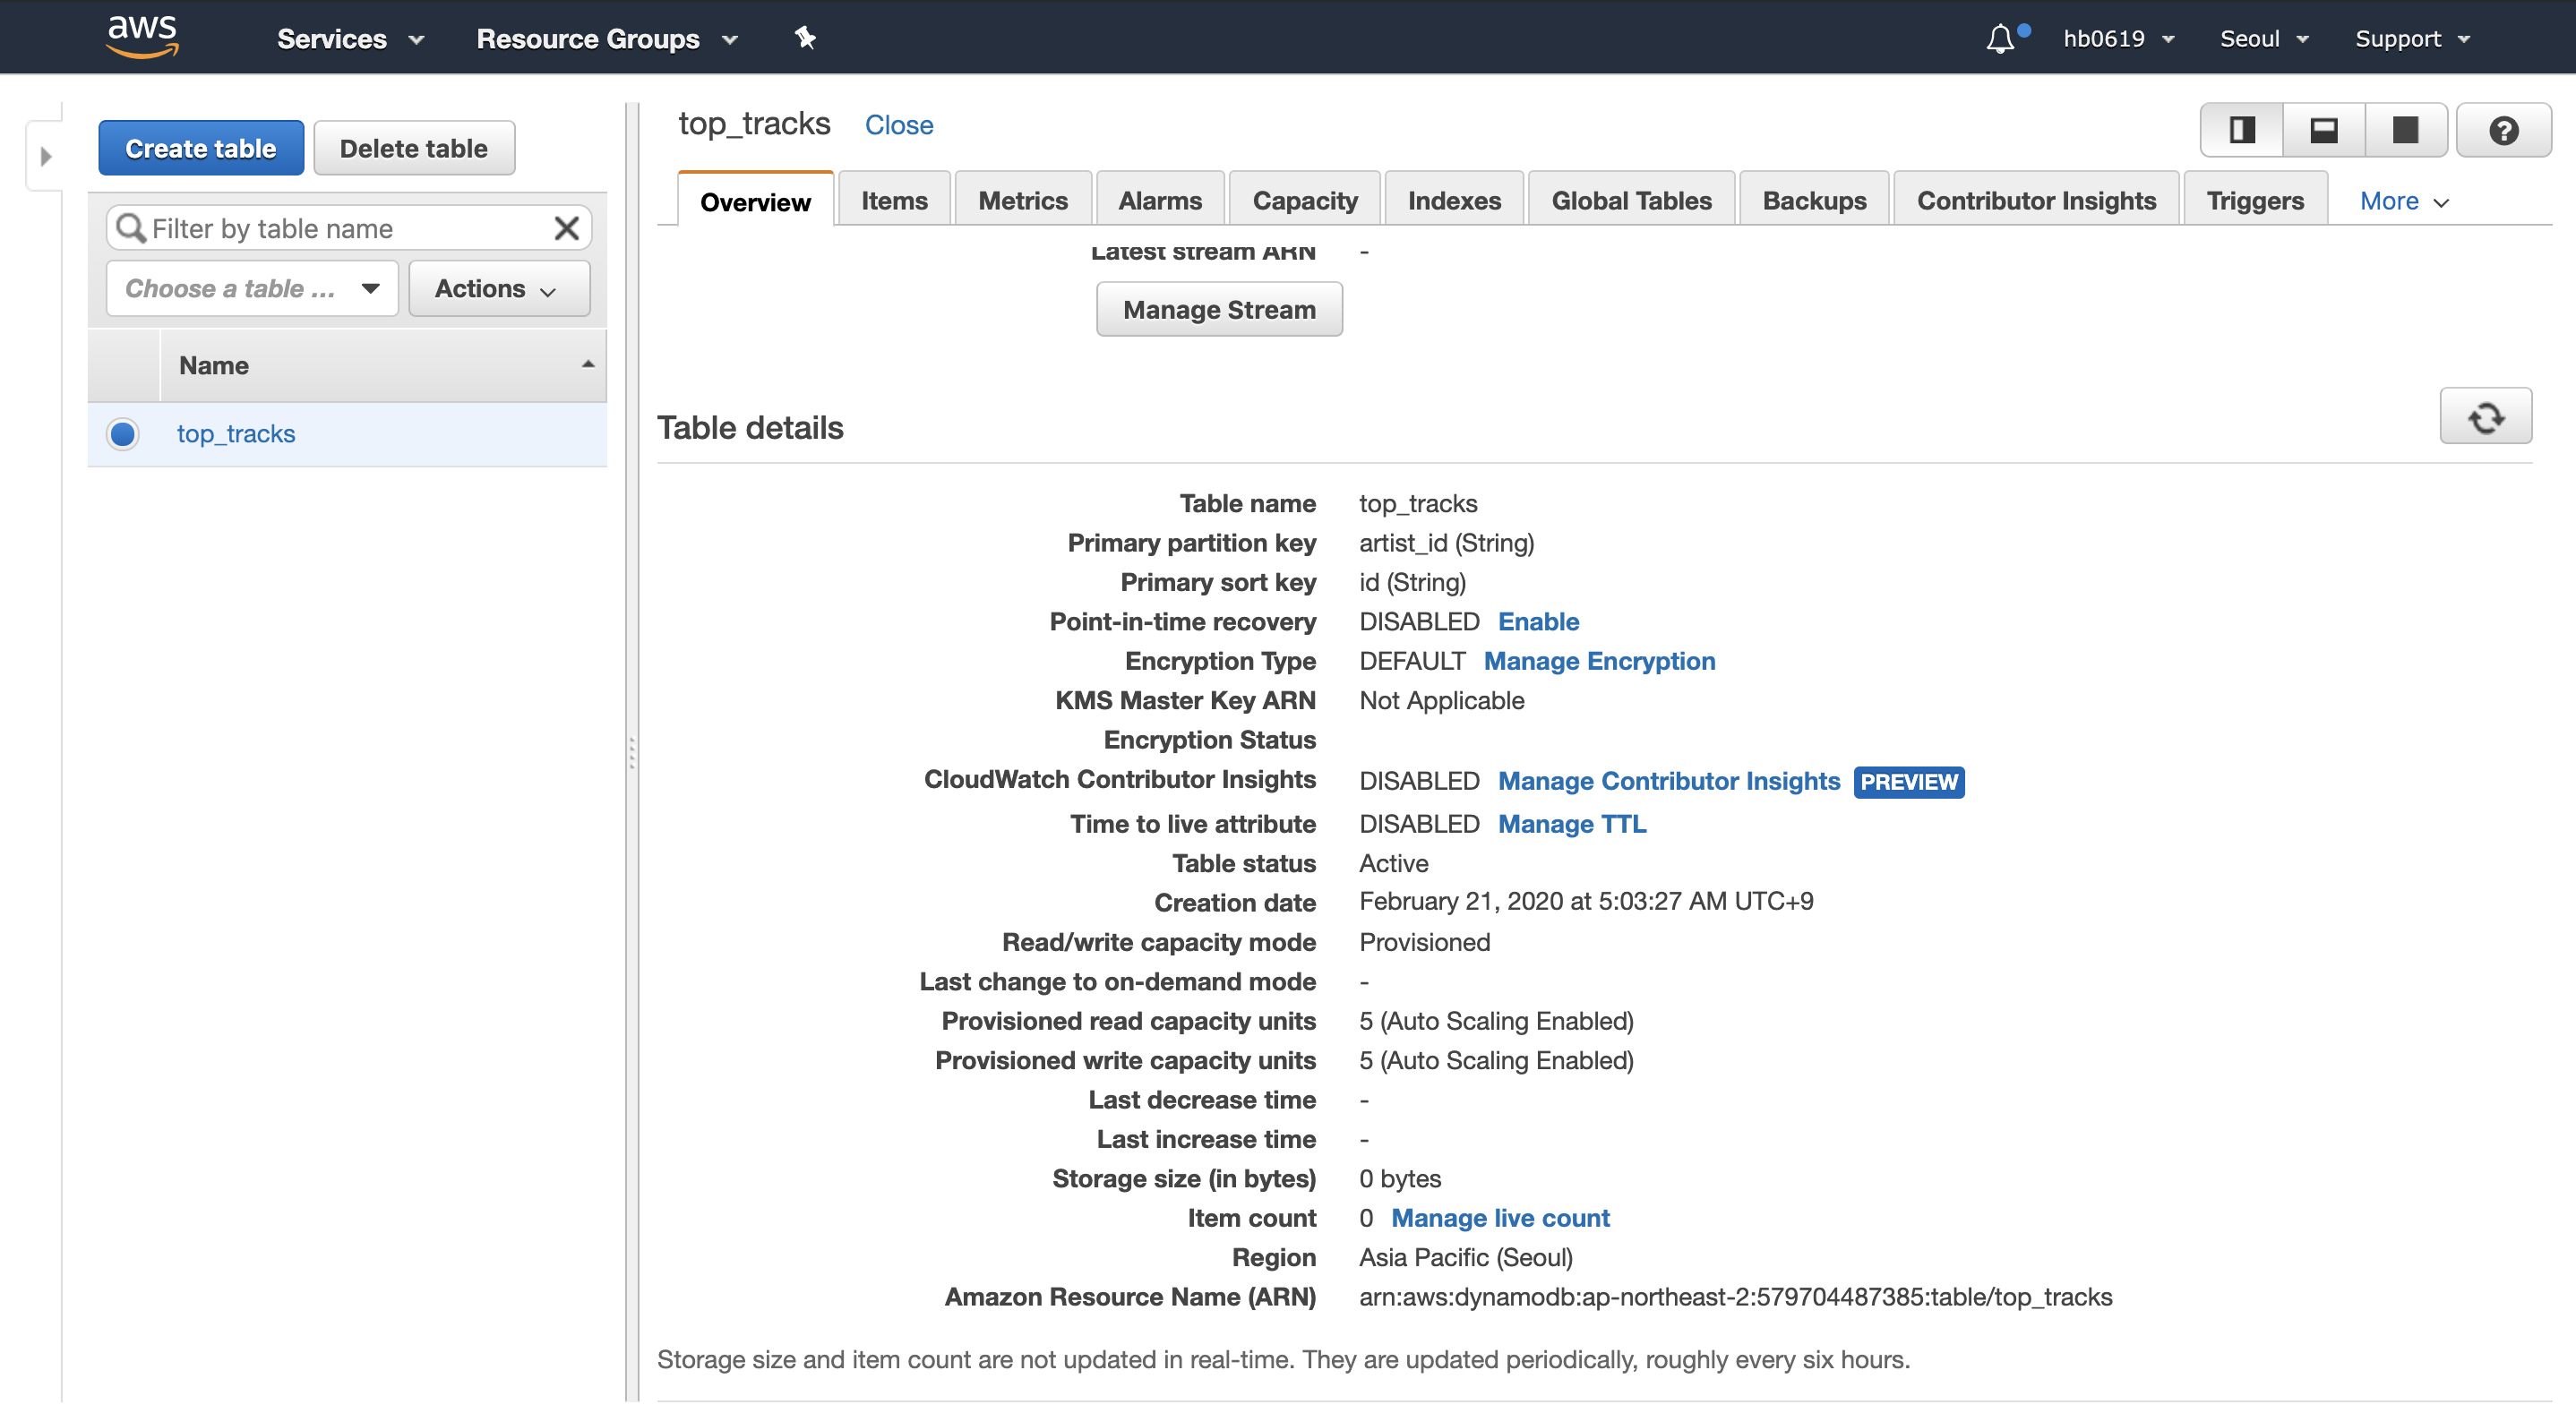 aws Services Resource Groups hb0619 Seoul Support
Create table Delete table
Filter by table name
Choose a table ... Actions
Name
top_tracks
top_tracks Close
Overview Items Metrics Alarms Capacity Indexes Global Tables Backups Contributor Insights Triggers More
Latest stream ARN -
Manage Stream
Table details
Table name top_tracks
Primary partition key artist_id (String)
Primary sort key id (String)
Point-in-time recovery DISABLED Enable
Encryption Type DEFAULT Manage Encryption
KMS Master Key ARN Not Applicable
Encryption Status
CloudWatch Contributor Insights DISABLED Manage Contributor Insights PREVIEW
Time to live attribute DISABLED Manage TTL
Table status Active
Creation date February 21, 2020 at 5:03:27 AM UTC+9
Read/write capacity mode Provisioned
Last change to on-demand mode -
Provisioned read capacity units 5 (Auto Scaling Enabled)
Provisioned write capacity units 5 (Auto Scaling Enabled)
Last decrease time -
Last increase time -
Storage size (in bytes) 0 bytes
Item count 0 Manage live count
Region Asia Pacific (Seoul)
Amazon Resource Name (ARN) arn:aws:dynamodb:ap-northeast-2:579704487385:table/top_tracks
Storage size and item count are not updated in real-time. They are updated periodically, roughly every six hours.